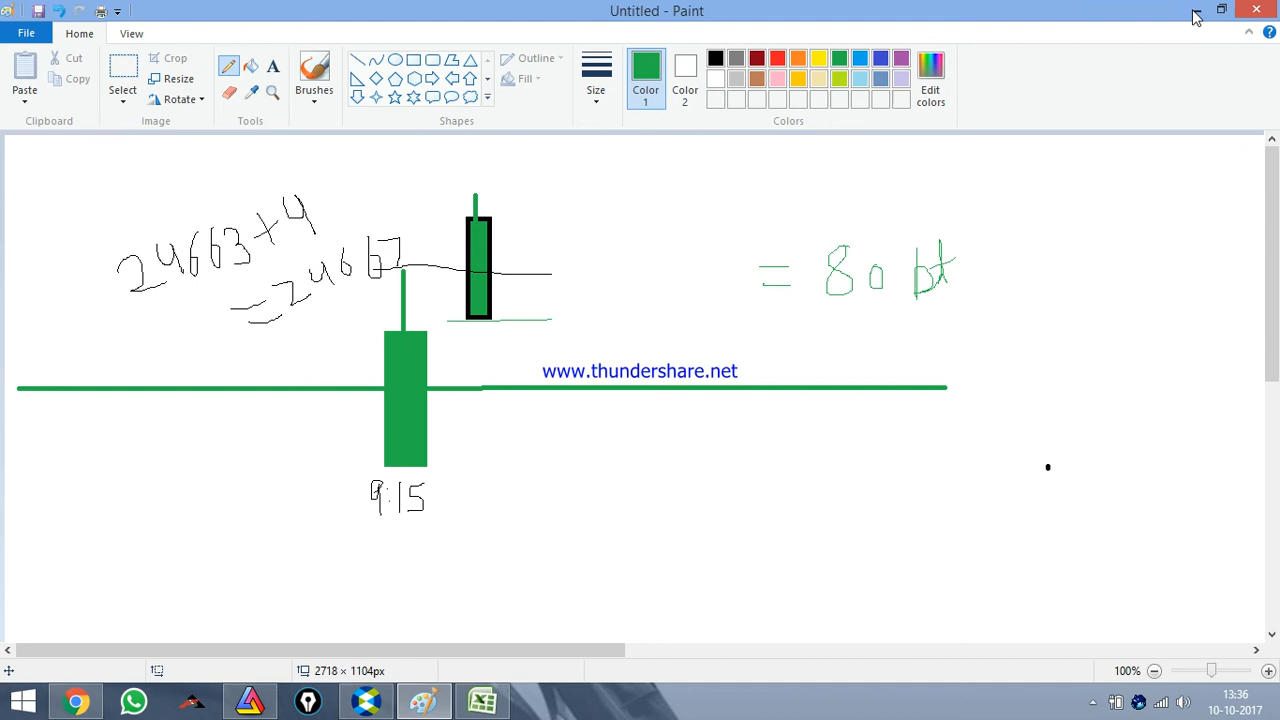 Untitled - Paint
File
Home
View
Paste
Cut
Copy
Clipboard
Select
Crop
Resize
Rotate
Image
Tools
Brushes
Outline
Fill
Shapes
Size
Color 1
Color 2
Edit colors
Colors
24663+4
=24667
= 80 pt
www.thundershare.net
9:15
2718 × 1104px
100%
13:36
10-10-2017